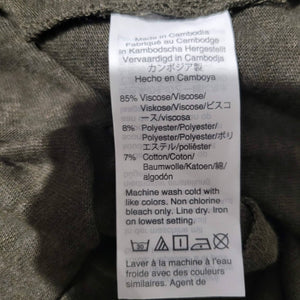 Made in Cambodia
Fabriqué au Cambodge
in Kambodscha Hergestellt
Vervaardigd in Cambodja
カンボジア製
Hecho en Camboya
85% Viscose/Viscose/
Viskose/Viscose/ビスコ
ース/viscosa
8% Polyester/Polyester/
Polyester/Polyester/ポリ
エステル/poliéster
7% Cotton/Coton/
Baumwolle/Katoen/綿/
algodón
Machine wash cold with
like colors. Non chlorine
bleach only. Line dry. Iron
on lowest setting.
Laver à la machine à l'eau
froide avec des couleurs
similaires. Agent de